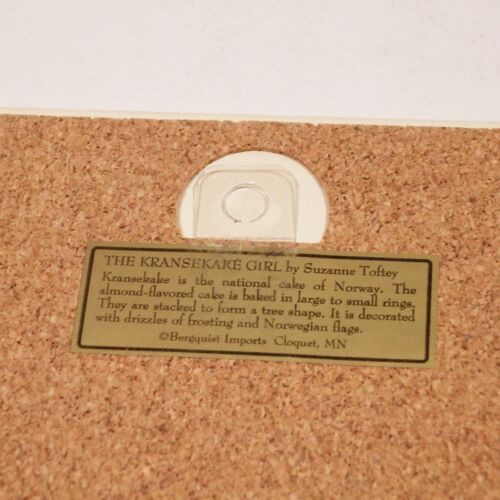 THE KRANSEKAKE GIRL by Suzanne Toftey
Kransekake is the national cake of Norway. The
almond-flavored cake is baked in large to small rings.
They are stacked to form a tree shape. It is decorated
with drizzles of frosting and Norwegian flags.
©Bergquist Imports Cloquet, MN